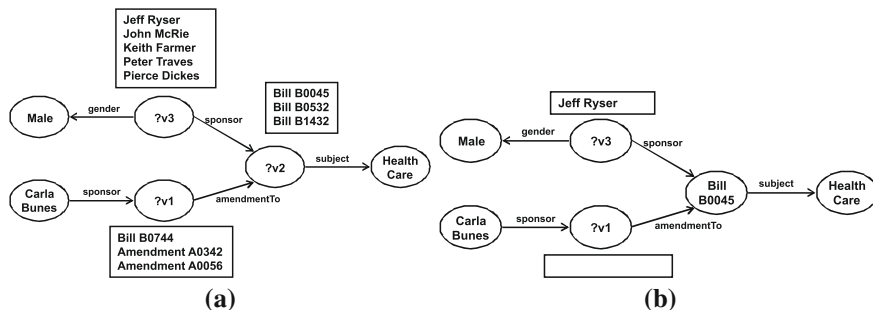 Jeff Ryser
John McRie
Keith Farmer
Peter Traves
Pierce Dickes
Bill B0045
Bill B0532
Bill B1432
Male
gender
?v3
sponsor
?v2
subject
Health
Care
Carla
Bunes
sponsor
?v1
amendmentTo
Bill B0744
Amendment A0342
Amendment A0056
(a)
Jeff Ryser
Male
gender
?v3
sponsor
Bill
B0045
subject
Health
Care
Carla
Bunes
sponsor
?v1
amendmentTo
(b)